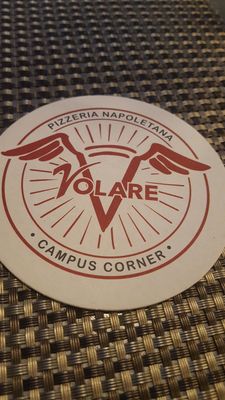 PIZZERIA NAPOLETANA
VOLARE
• CAMPUS CORNER •